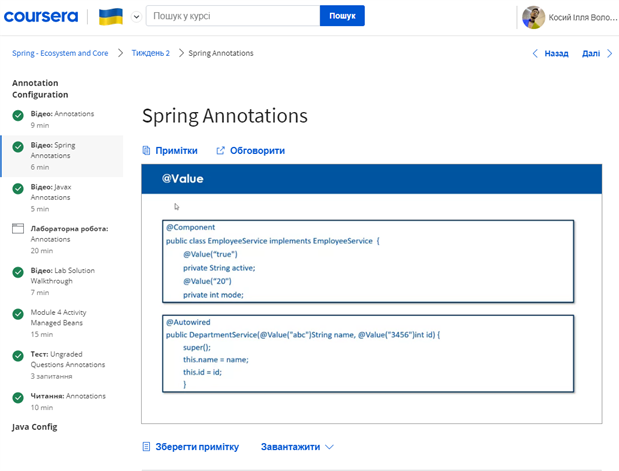 coursera
Пошук у курсі
Пошук
Косий Ілля Воло...
Spring - Ecosystem and Core
Тиждень 2
Spring Annotations
Назад
Далі
Annotation
Configuration
Відео: Annotations
9 min
Відео: Spring
Annotations
6 min
Відео: Javax
Annotations
5 min
Лабораторна робота:
Annotations
20 min
Відео: Lab Solution
Walkthrough
7 min
Module 4 Activity
Managed Beans
15 min
Тест: Ungraded
Questions Annotations
3 запитання
Читання: Annotations
10 min
Java Config
Spring Annotations
Примітки
Обговорити
@Value
@Component
public class EmployeeService implements EmployeeService {
@Value("true")
private String active;
@Value("20")
private int mode;
@Autowired
public DepartmentService(@Value("abc")String name, @Value("3456")int id) {
super();
this.name = name;
this.id = id;
}
Зберегти примітку
Завантажити